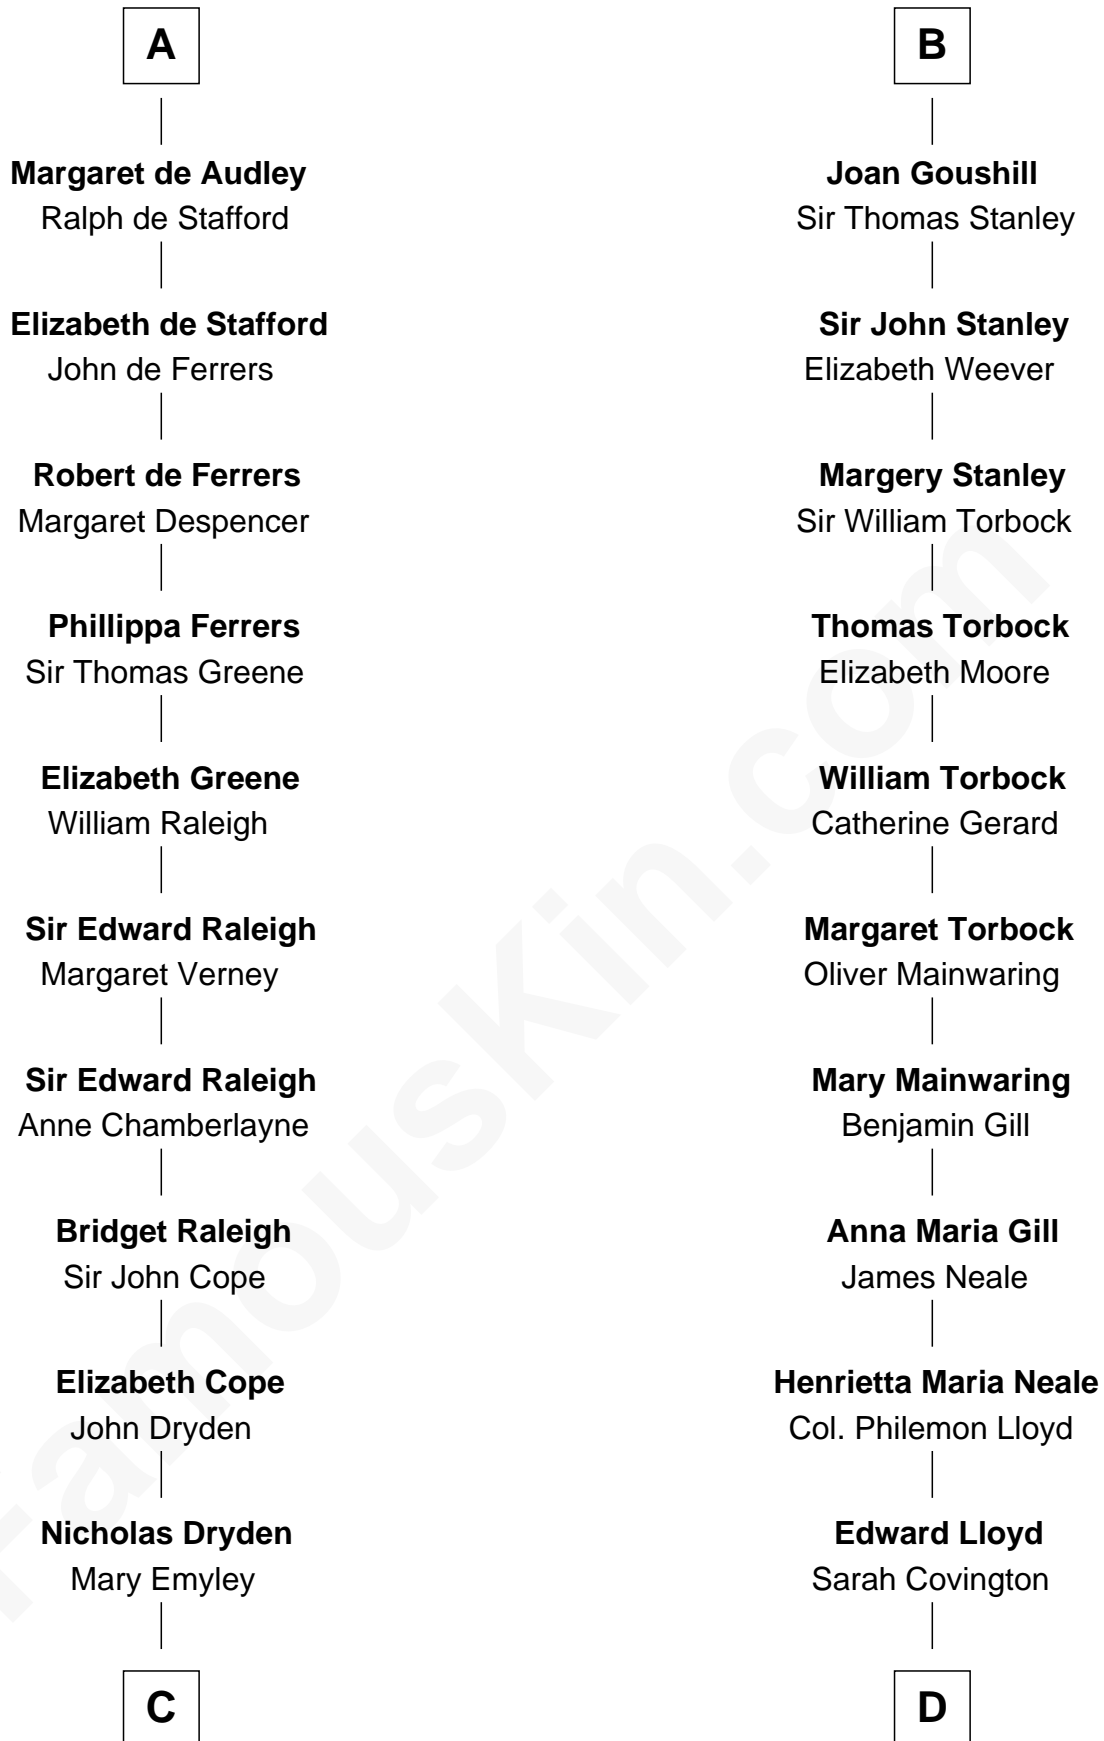 A
Margaret de Audley
Ralph de Stafford
Elizabeth de Stafford
John de Ferrers
Robert de Ferrers
Margaret Despencer
Phillippa Ferrers
Sir Thomas Greene
Elizabeth Greene
William Raleigh
Sir Edward Raleigh
Margaret Verney
Sir Edward Raleigh
Anne Chamberlayne
Bridget Raleigh
Sir John Cope
Elizabeth Cope
John Dryden
Nicholas Dryden
Mary Emyley
C
B
Joan Goushill
Sir Thomas Stanley
Sir John Stanley
Elizabeth Weever
Margery Stanley
Sir William Torbock
Thomas Torbock
Elizabeth Moore
William Torbock
Catherine Gerard
Margaret Torbock
Oliver Mainwaring
Mary Mainwaring
Benjamin Gill
Anna Maria Gill
James Neale
Henrietta Maria Neale
Col. Philemon Lloyd
Edward Lloyd
Sarah Covington
D
FamousKin.com